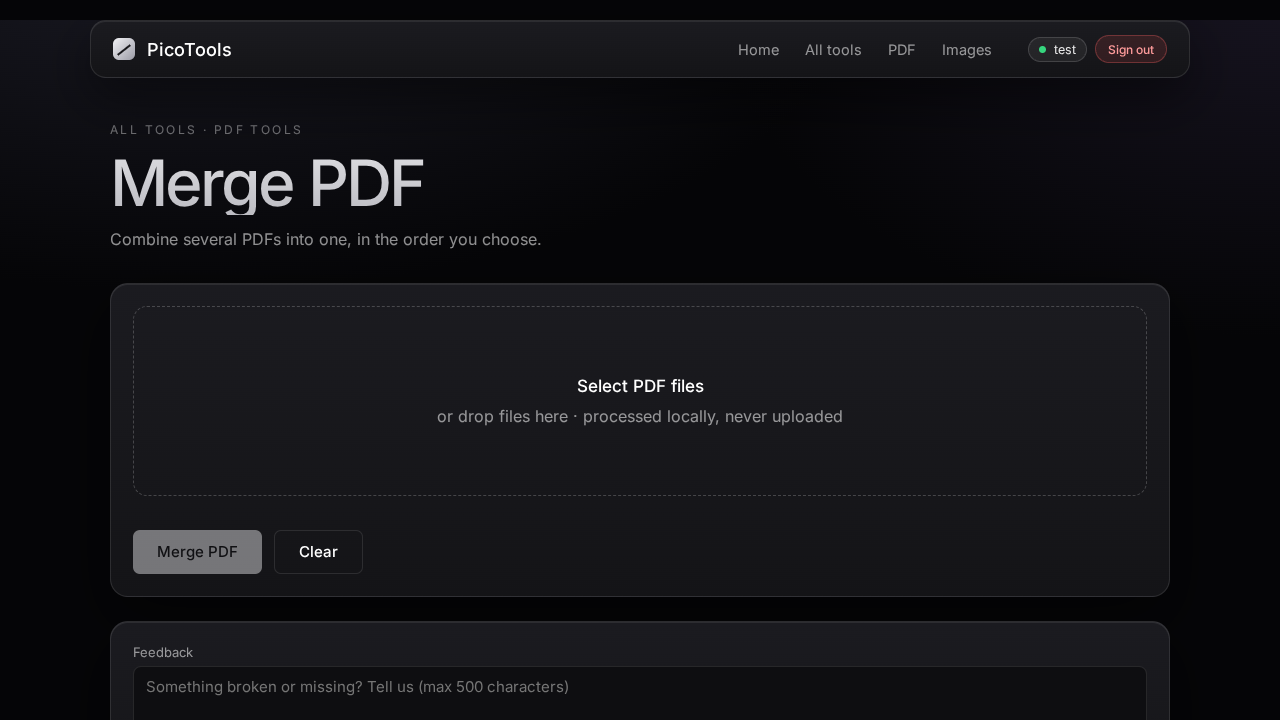 PicoTools
Home
All tools
PDF
Images
test
Sign out
ALL TOOLS · PDF TOOLS
Merge PDF
Combine several PDFs into one, in the order you choose.
Select PDF files
or drop files here · processed locally, never uploaded
Merge PDF
Clear
Feedback
Something broken or missing? Tell us (max 500 characters)